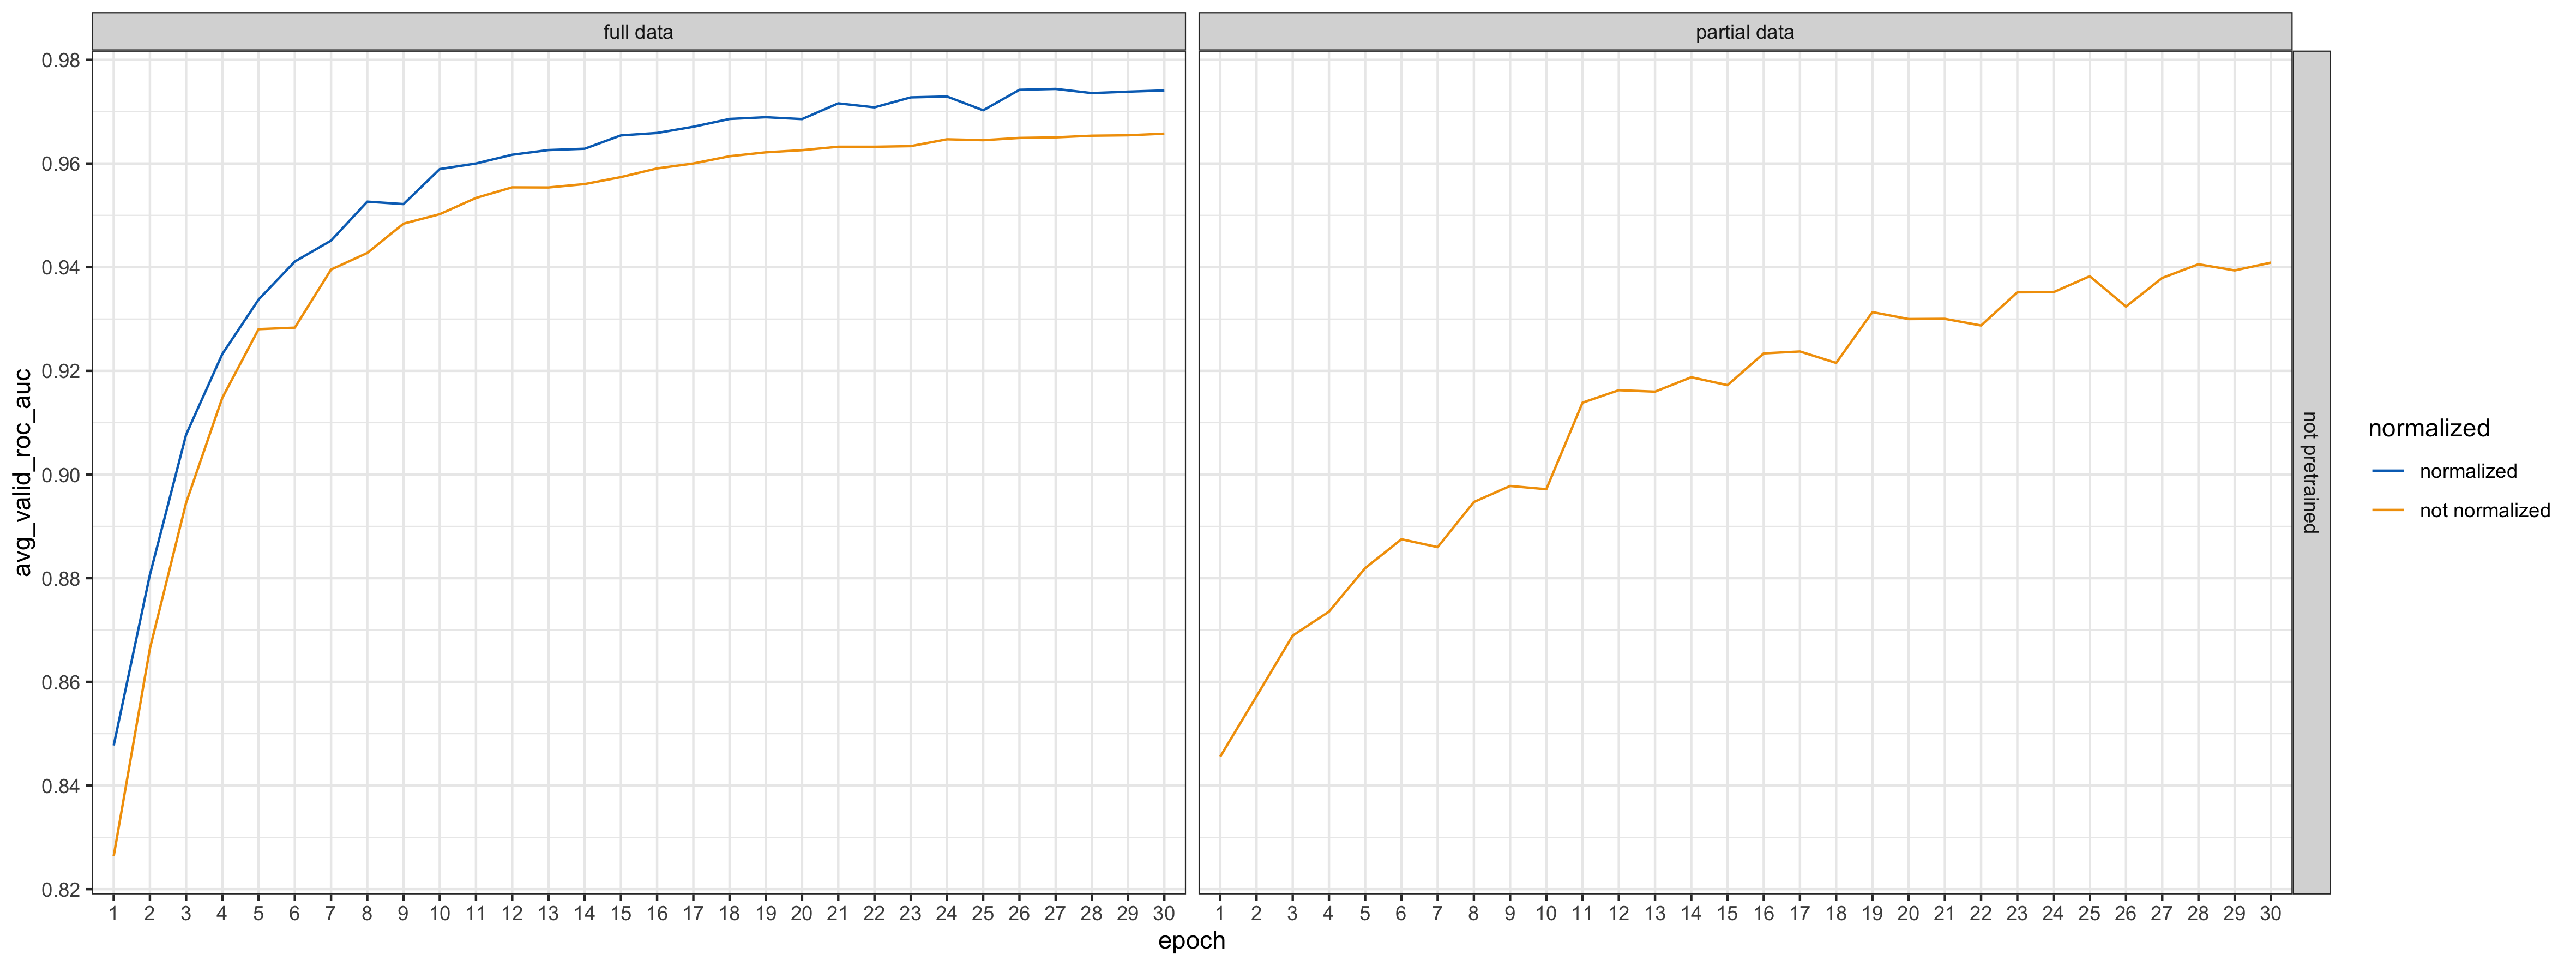 full data
partial data
avg_valid_roc_auc
0.98
0.96
0.94
0.92
0.90
0.88
0.86
0.84
0.82
1 2 3 4 5 6 7 8 9 10 11 12 13 14 15 16 17 18 19 20 21 22 23 24 25 26 27 28 29 30
1 2 3 4 5 6 7 8 9 10 11 12 13 14 15 16 17 18 19 20 21 22 23 24 25 26 27 28 29 30
epoch
not pretrained
normalized
normalized
not normalized